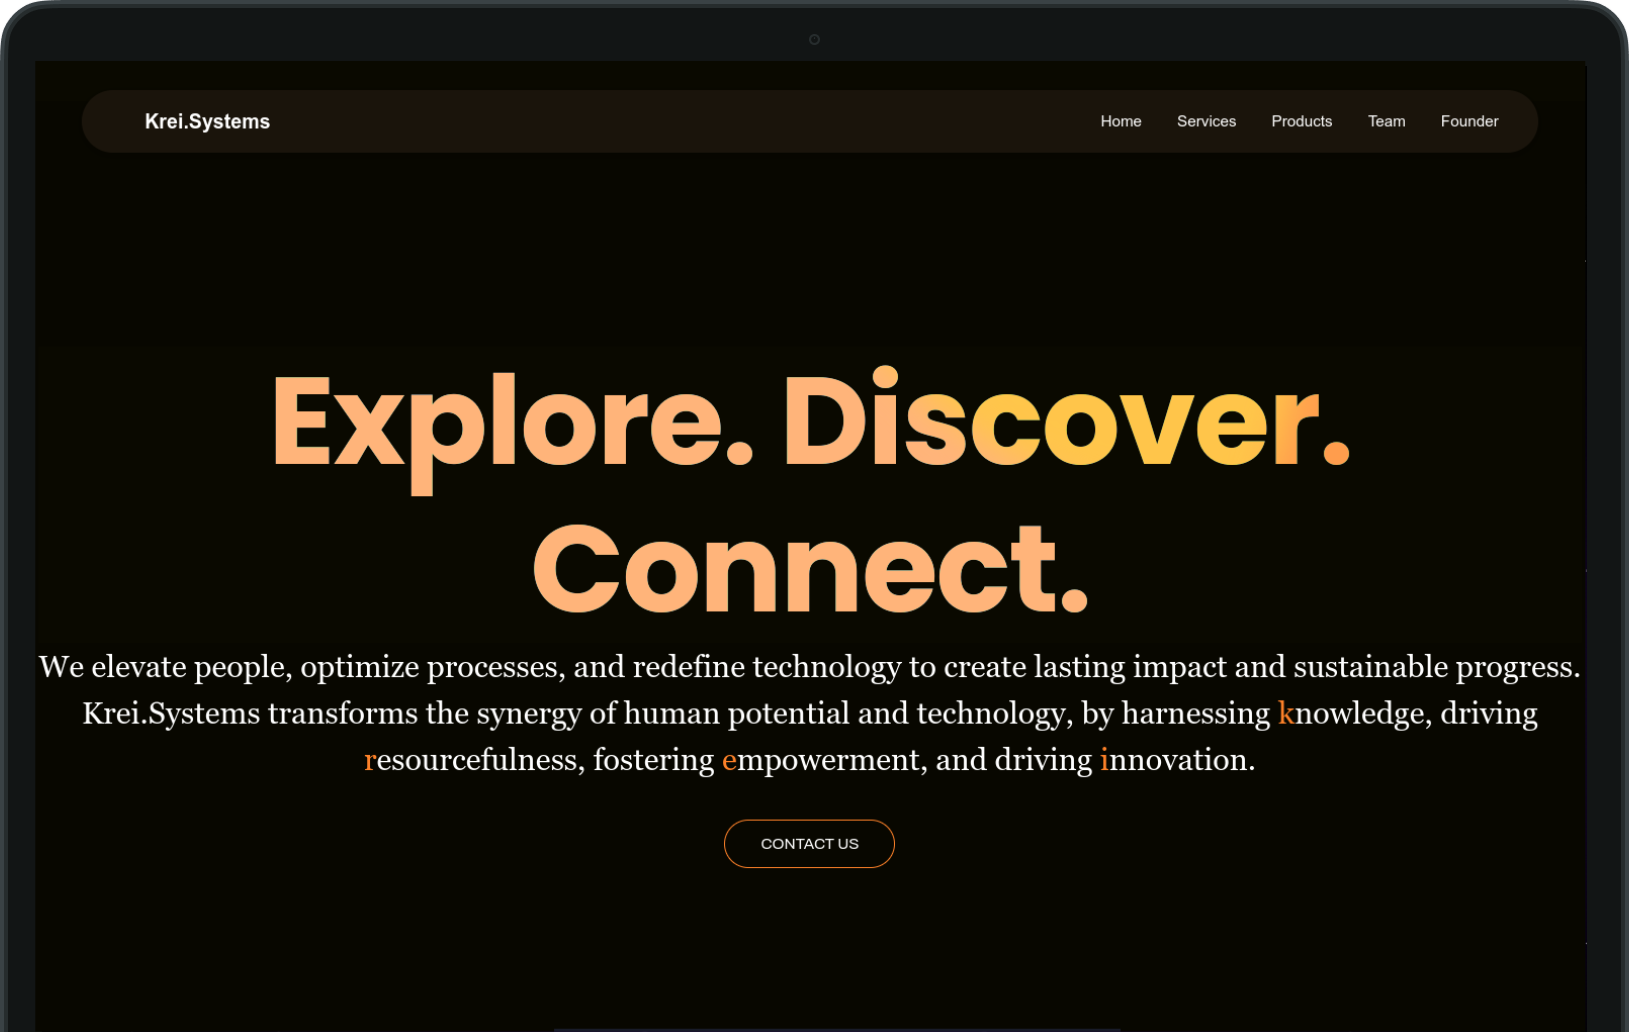 Krei.Systems
Home Services Products Team Founder
Explore. Discover.
Connect.
We elevate people, optimize processes, and redefine technology to create lasting impact and sustainable progress.
Krei.Systems transforms the synergy of human potential and technology, by harnessing knowledge, driving
resourcefulness, fostering empowerment, and driving innovation.
CONTACT US